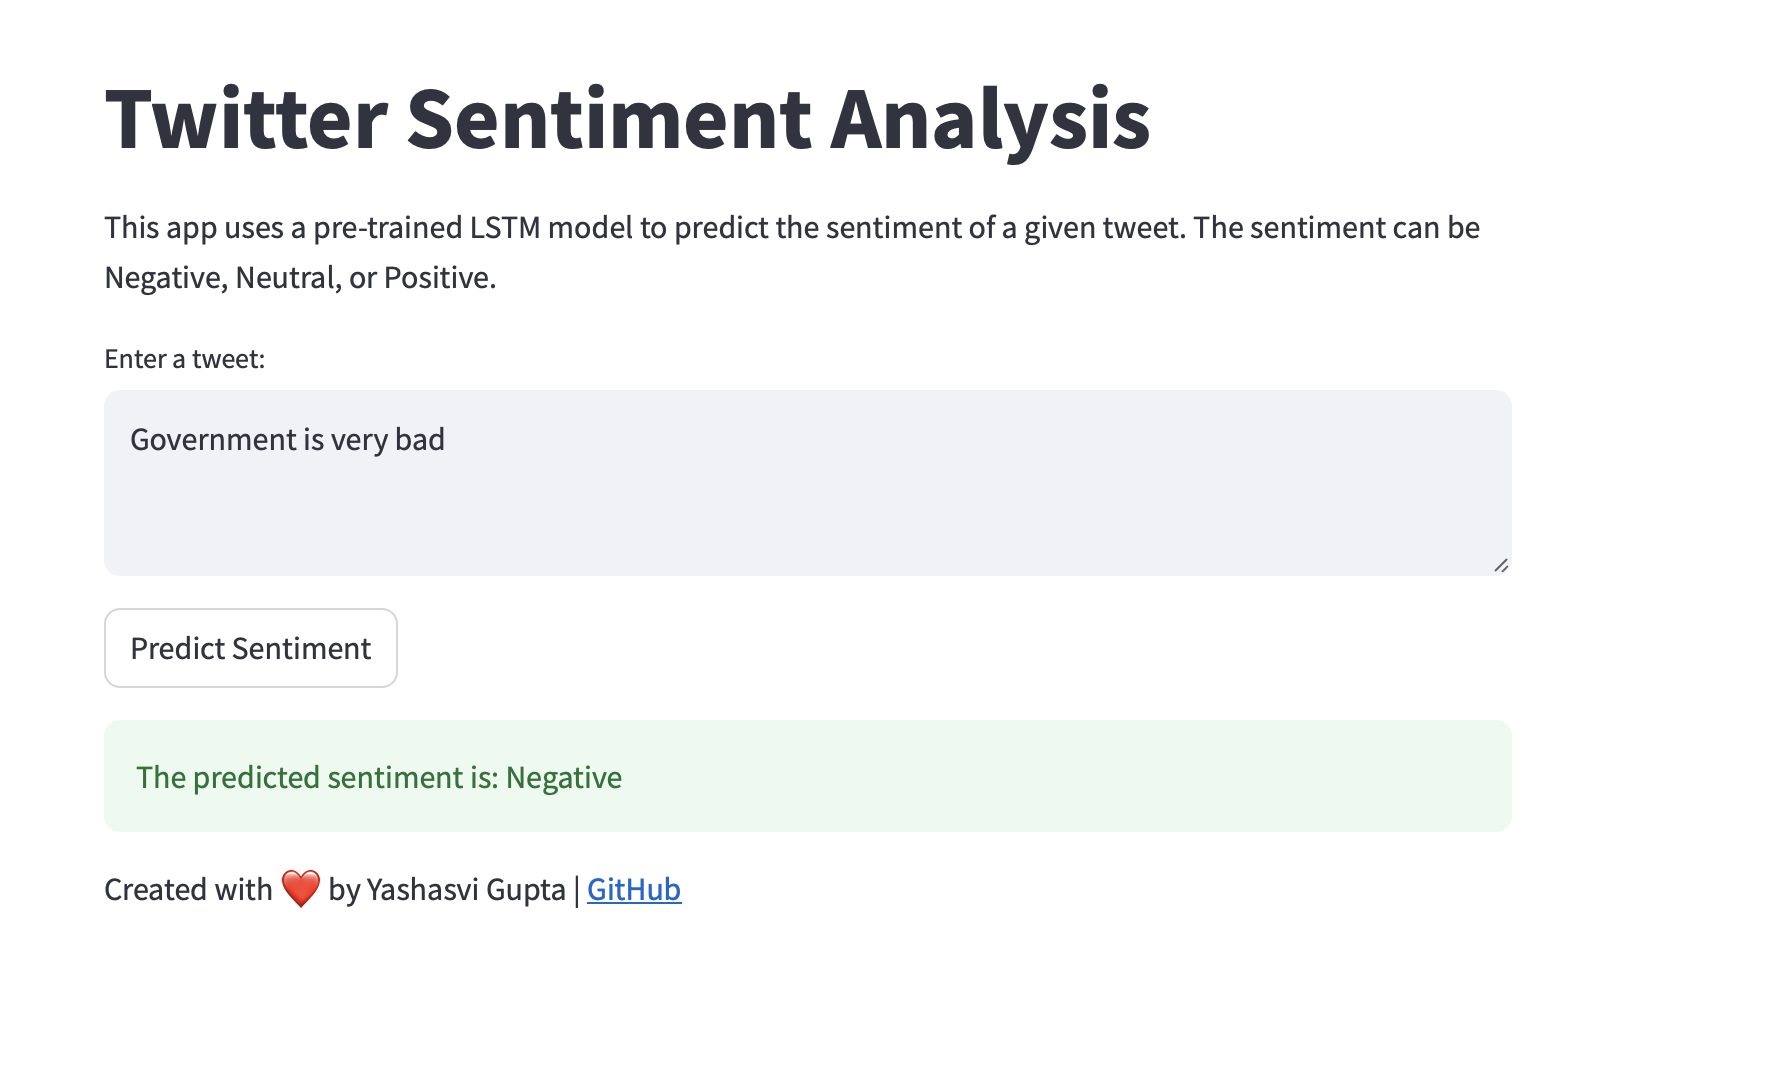 Twitter Sentiment Analysis
This app uses a pre-trained LSTM model to predict the sentiment of a given tweet. The sentiment can be
Negative, Neutral, or Positive.
Enter a tweet:
Government is very bad
Predict Sentiment
The predicted sentiment is: Negative
Created with ❤️ by Yashasvi Gupta | GitHub